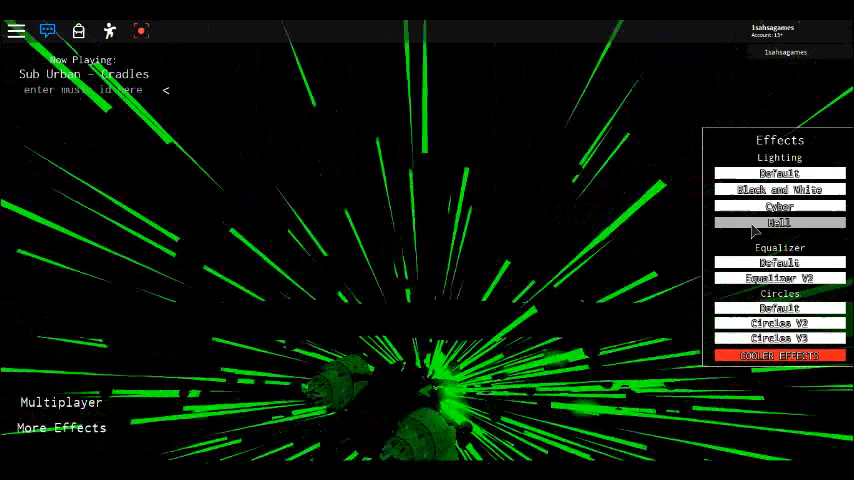 1sahsagames
Account: 13+
1sahsagames
Now Playing:
Sub Urban - Cradles
enter music id here <
Effects
Lighting
Default
Black and White
Cyber
Hell
Equalizer
Default
Equalizer V2
Circles
Default
Circles V2
Circles V3
COOLER EFFECTS
Multiplayer
More Effects